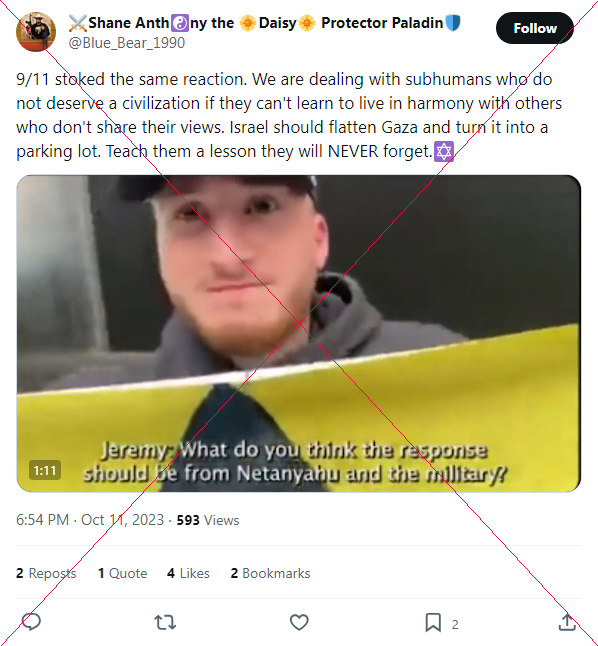 ⚔️Shane Anth☯️ny the 🌼Daisy🌼 Protector Paladin🛡️
@Blue_Bear_1990
Follow
9/11 stoked the same reaction. We are dealing with subhumans who do
not deserve a civilization if they can't learn to live in harmony with others
who don't share their views. Israel should flatten Gaza and turn it into a
parking lot. Teach them a lesson they will NEVER forget.🔯
Jeremy: What do you think the response
should be from Netanyahu and the military?
1:11
6:54 PM · Oct 11, 2023 · 593 Views
2 Reposts 1 Quote 4 Likes 2 Bookmarks
2